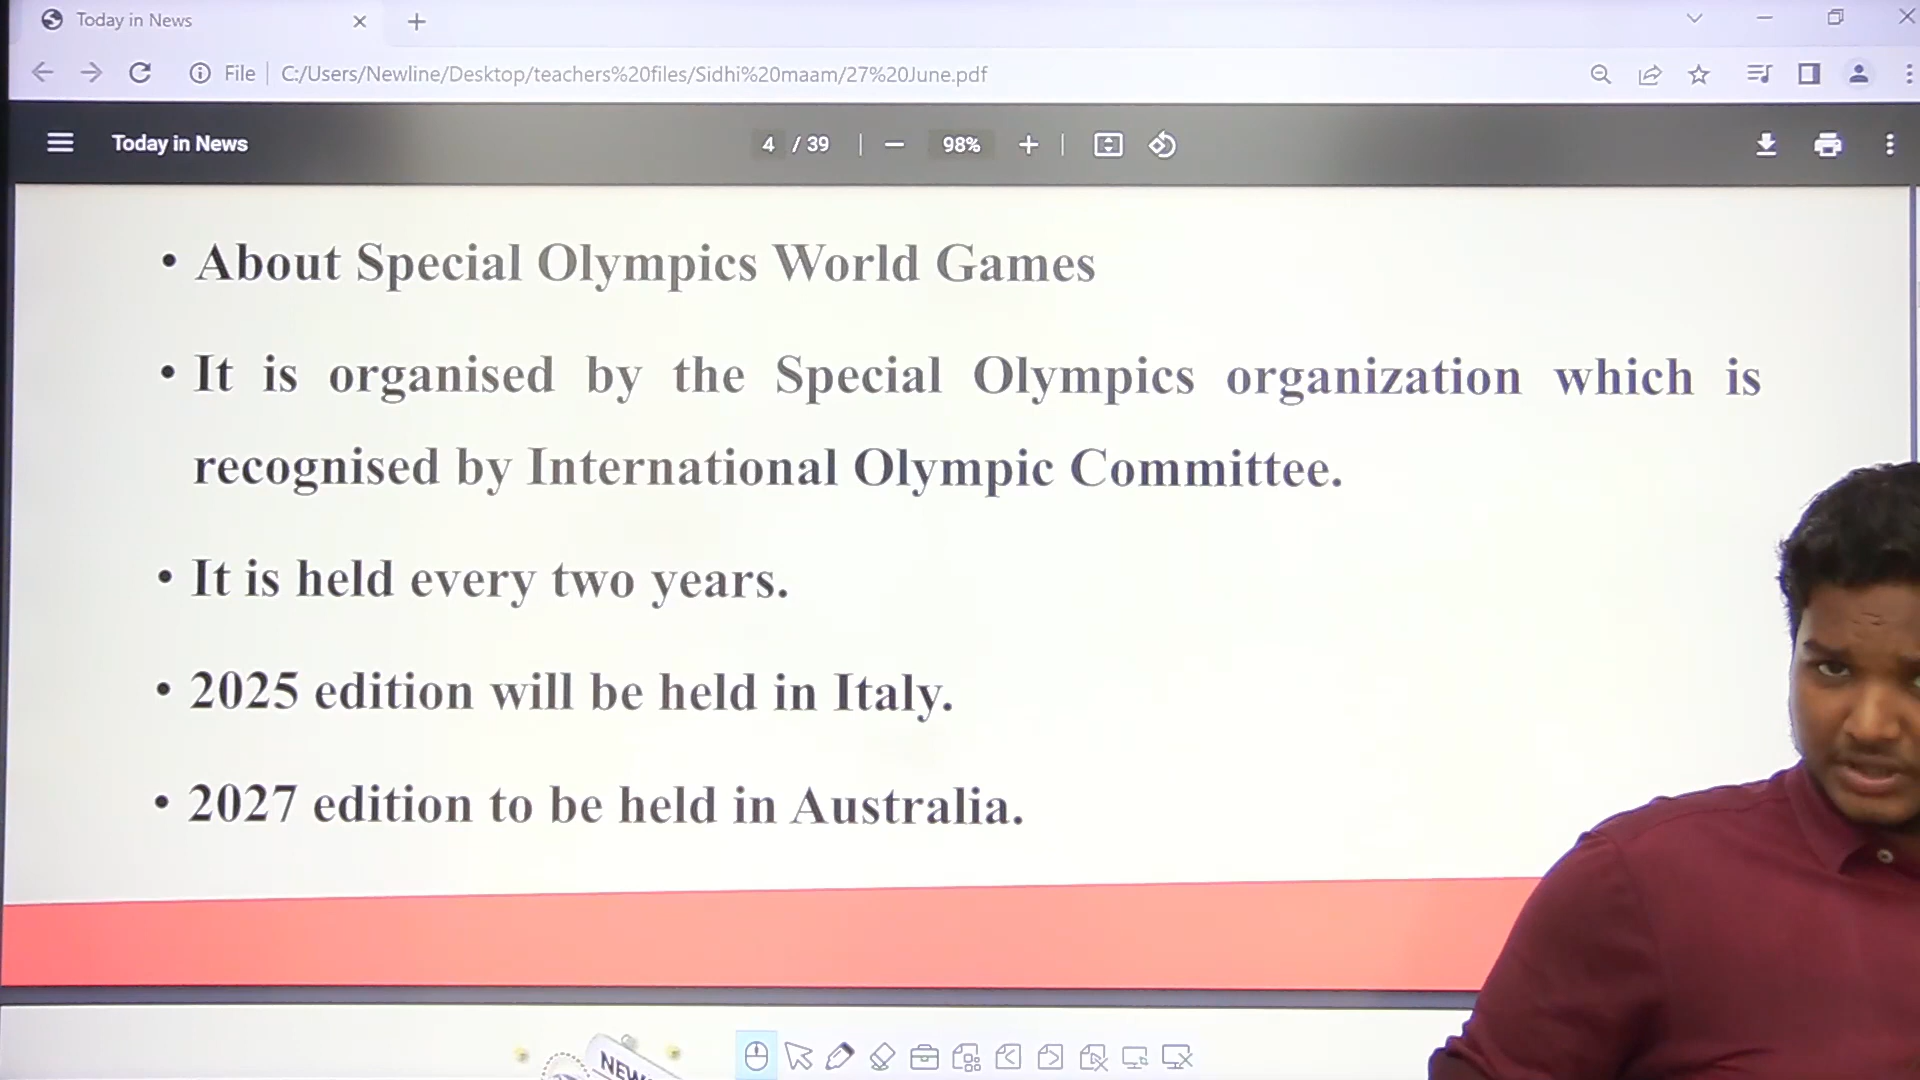 Today in News
File
C:/Users/Newline/Desktop/teachers%20files/Sidhi%20maam/27%20June.pdf
Today in News
4 / 39
98%
• About Special Olympics World Games
• It is organised by the Special Olympics organization which is
recognised by International Olympic Committee.
• It is held every two years.
• 2025 edition will be held in Italy.
• 2027 edition to be held in Australia.